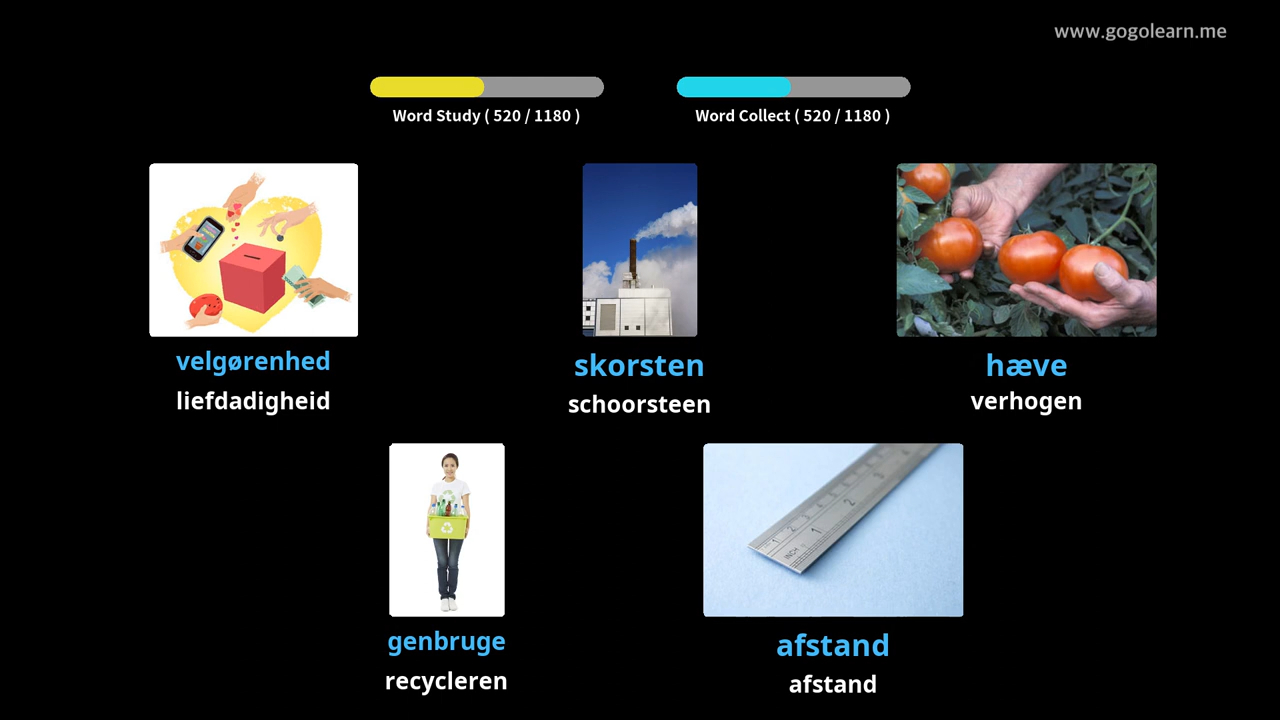 www.gogolearn.me
Word Study ( 520 / 1180 )
Word Collect ( 520 / 1180 )
velgørenhed
liefdadigheid
skorsten
schoorsteen
hæve
verhogen
genbruge
recycleren
afstand
afstand